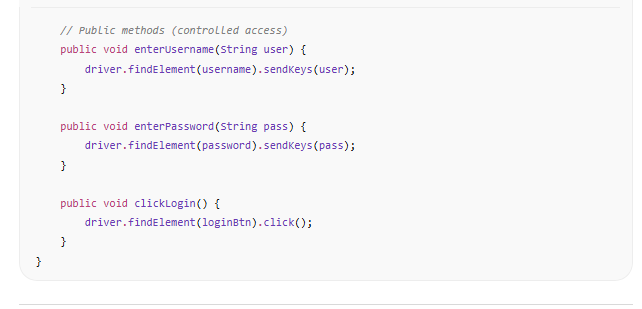 // Public methods (controlled access)
public void enterUsername(String user) {
driver.findElement(username).sendKeys(user);
}
public void enterPassword(String pass) {
driver.findElement(password).sendKeys(pass);
}
public void clickLogin() {
driver.findElement(loginBtn).click();
}
}